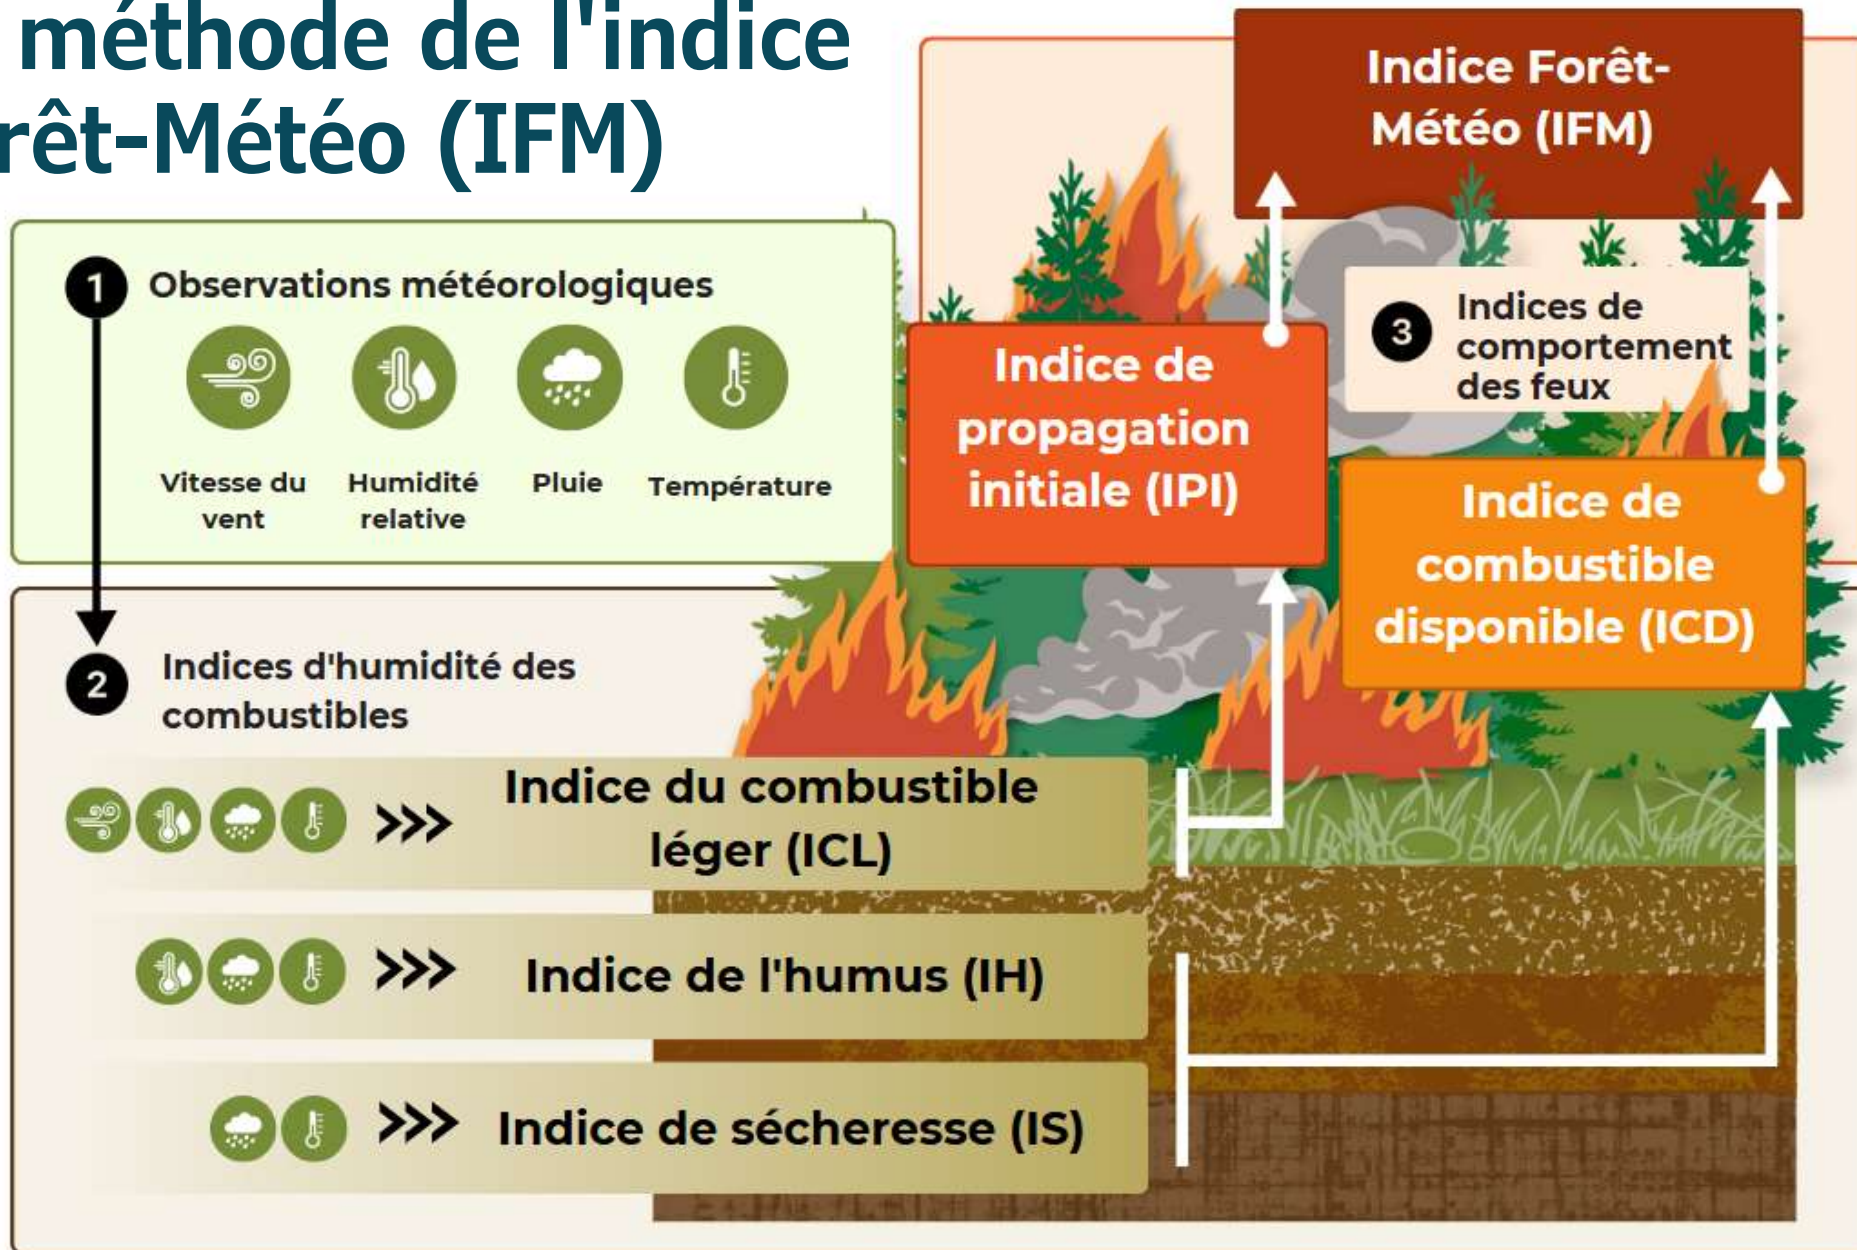 méthode de l'indice
rêt-Météo (IFM)
Indice Forêt-
Météo (IFM)
1 Observations météorologiques
Vitesse du
vent
Humidité
relative
Pluie
Température
Indice de
propagation
initiale (IPI)
3 Indices de
comportement
des feux
Indice de
combustible
disponible (ICD)
2 Indices d'humidité des
combustibles
>>> Indice du combustible
léger (ICL)
>>> Indice de l'humus (IH)
>>> Indice de sécheresse (IS)